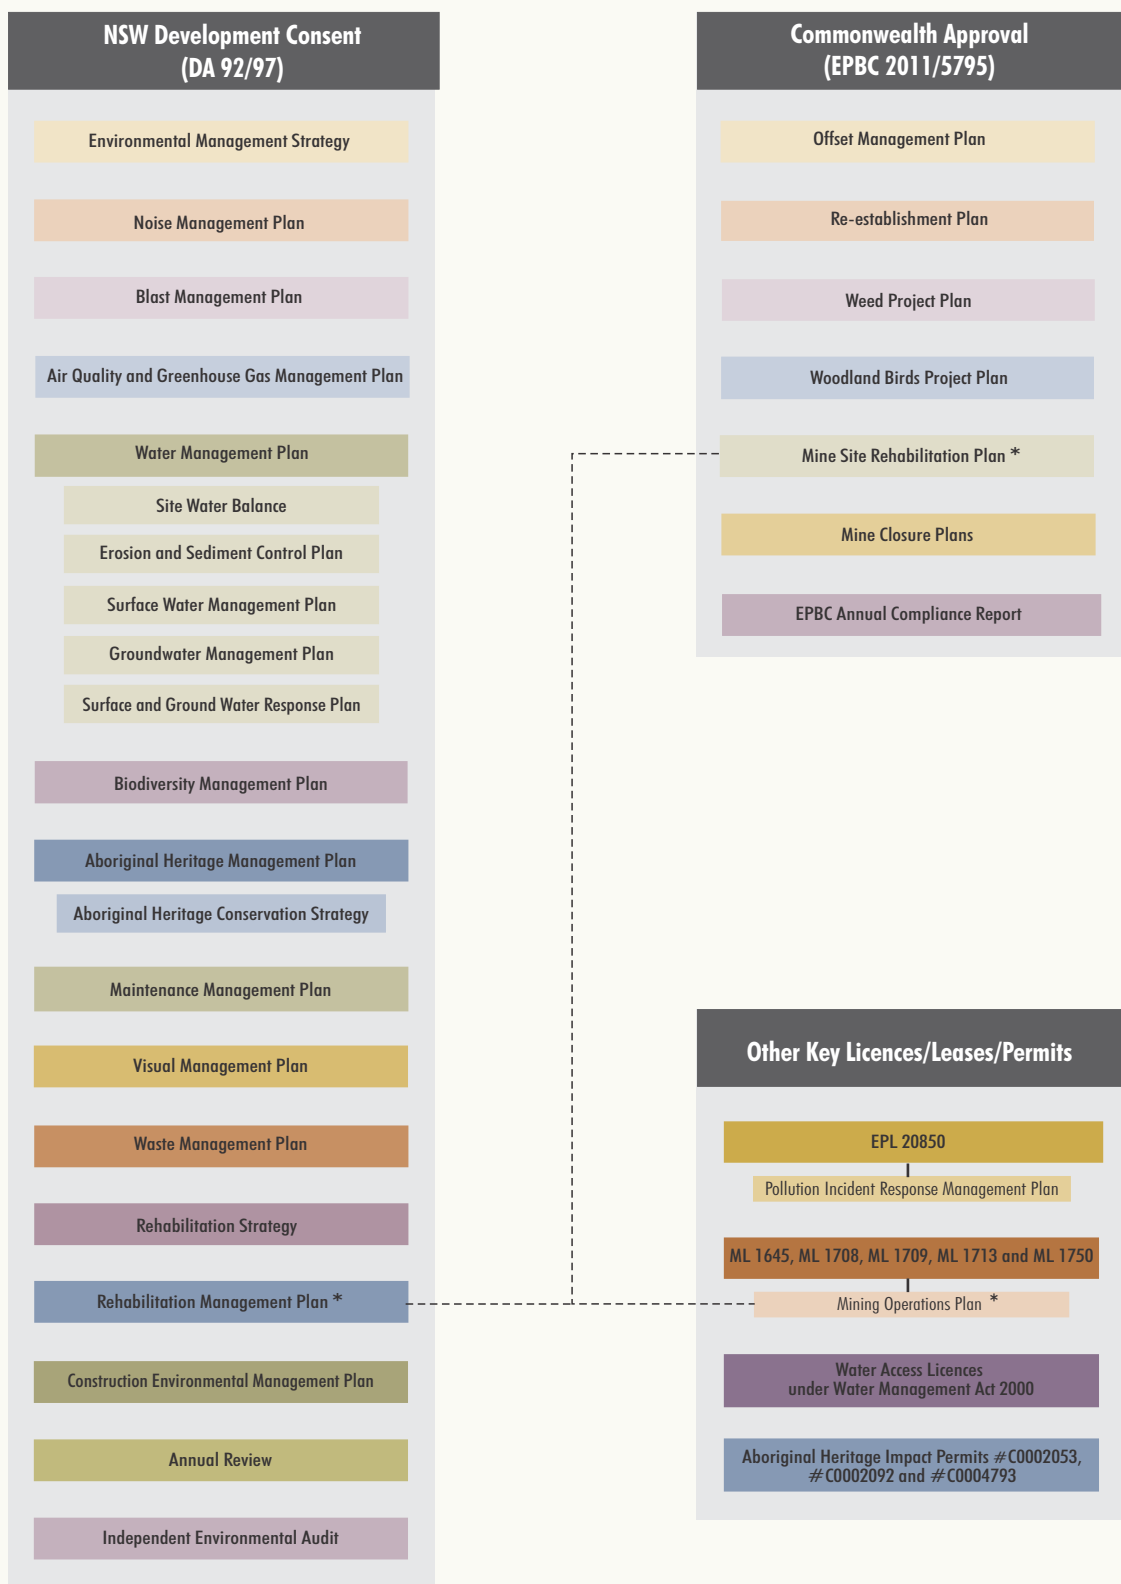 NSW Development Consent
(DA 92/97)
Environmental Management Strategy
Noise Management Plan
Blast Management Plan
Air Quality and Greenhouse Gas Management Plan
Water Management Plan
Site Water Balance
Erosion and Sediment Control Plan
Surface Water Management Plan
Groundwater Management Plan
Surface and Ground Water Response Plan
Biodiversity Management Plan
Aboriginal Heritage Management Plan
Aboriginal Heritage Conservation Strategy
Maintenance Management Plan
Visual Management Plan
Waste Management Plan
Rehabilitation Strategy
Rehabilitation Management Plan *
Construction Environmental Management Plan
Annual Review
Independent Environmental Audit
Commonwealth Approval
(EPBC 2011/5795)
Offset Management Plan
Re-establishment Plan
Weed Project Plan
Woodland Birds Project Plan
Mine Site Rehabilitation Plan *
Mine Closure Plans
EPBC Annual Compliance Report
Other Key Licences/Leases/Permits
EPL 20850
Pollution Incident Response Management Plan
ML 1645, ML 1708, ML 1709, ML 1713 and ML 1750
Mining Operations Plan *
Water Access Licences
under Water Management Act 2000
Aboriginal Heritage Impact Permits #C0002053,
#C0002092 and #C0004793